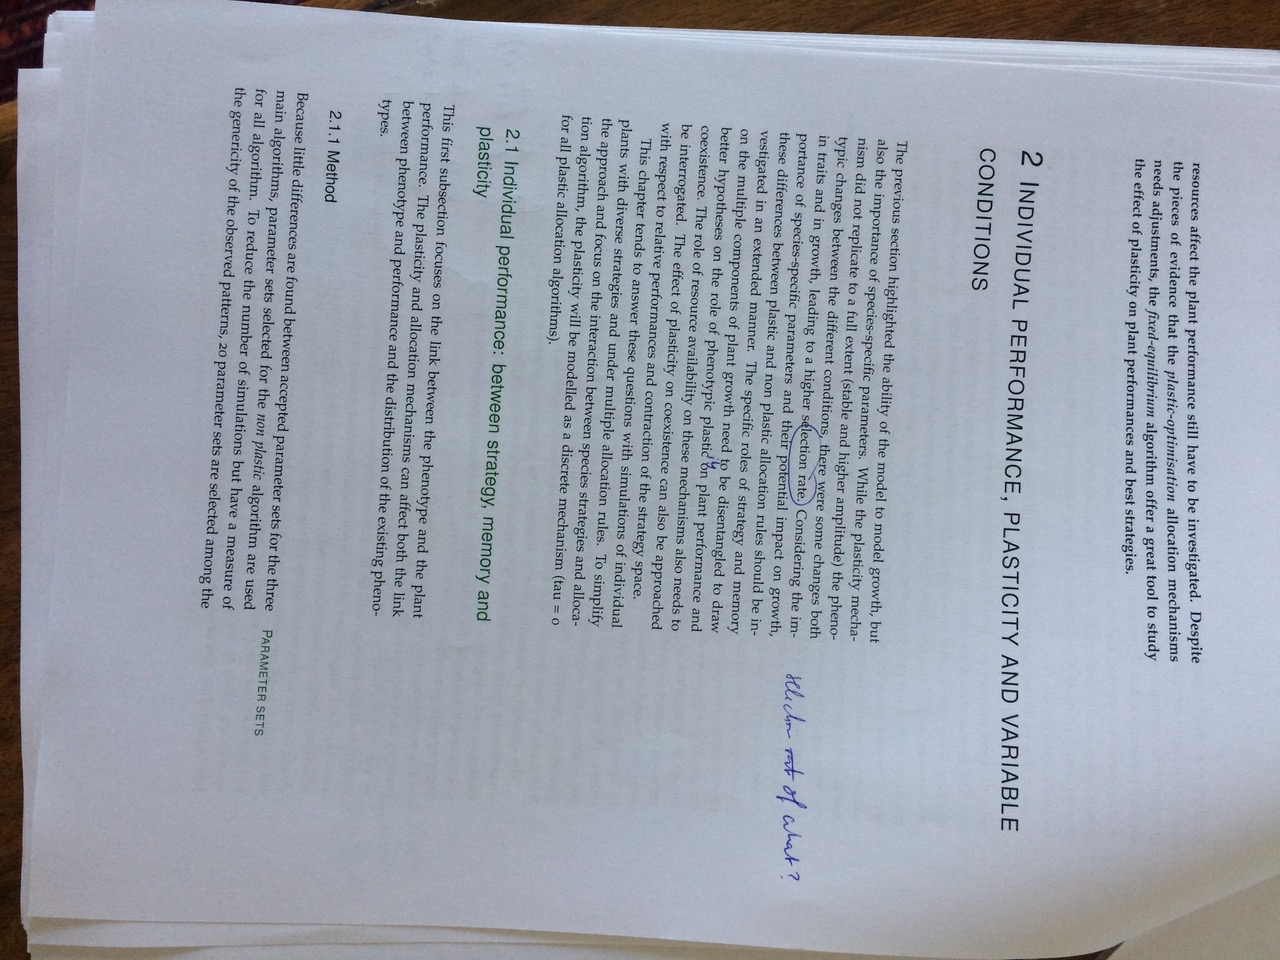 resources affect the plant performance still have to be investigated. Despite
the pieces of evidence that the plastic-optimisation allocation mechanisms
needs adjustments, the fixed-equilibrium algorithm offer a great tool to study
the effect of plasticity on plant performances and best strategies.
2 INDIVIDUAL PERFORMANCE, PLASTICITY AND VARIABLE
CONDITIONS
The previous section highlighted the ability of the model to model growth, but
also the importance of species-specific parameters. While the plasticity mecha-
nism did not replicate to a full extent (stable and higher amplitude) the pheno-
typic changes between the different conditions, there were some changes both
in traits and in growth, leading to a higher selection rate. Considering the im-
portance of species-specific parameters and their potential impact on growth,
selection rate of what?
these differences between plastic and non plastic allocation rules should be in-
vestigated in an extended manner. The specific roles of strategy and memory
on the multiple components of plant growth need to be disentangled to draw
better hypotheses on the role of phenotypic plastic ity on plant performance and
coexistence. The role of resource availability on these mechanisms also needs to
be interrogated. The effect of plasticity on coexistence can also be approached
with respect to relative performances and contraction of the strategy space.
This chapter tends to answer these questions with simulations of individual
plants with diverse strategies and under multiple allocation rules. To simplify
the approach and focus on the interaction between species strategies and alloca-
tion algorithm, the plasticity will be modelled as a discrete mechanism (tau = 0
for all plastic allocation algorithms).
2.1 Individual performance: between strategy, memory and
plasticity
This first subsection focuses on the link between the phenotype and the plant
performance. The plasticity and allocation mechanisms can affect both the link
between phenotype and performance and the distribution of the existing pheno-
types.
2.1.1 Method
Because little differences are found between accepted parameter sets for the three
main algorithms, parameter sets selected for the non plastic algorithm are used
PARAMETER SETS
for all algorithm. To reduce the number of simulations but have a measure of
the genericity of the observed patterns, 20 parameter sets are selected among the